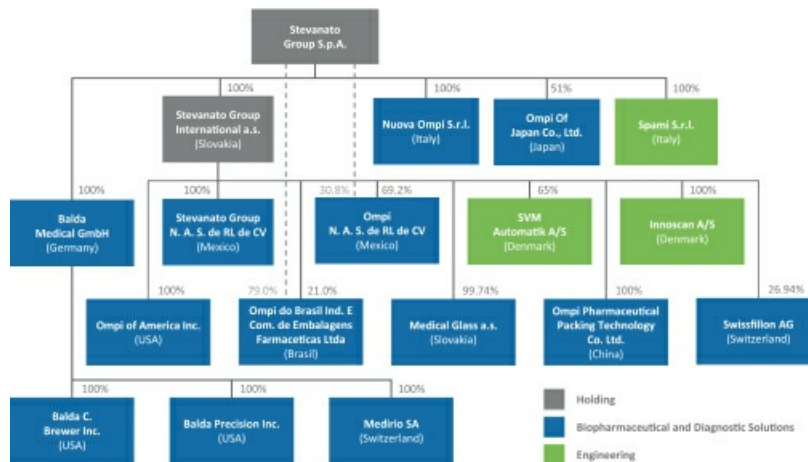 Stevanato
Group S.p.A.
100%
100%
51%
100%
Stevanato Group
International a.s.
(Slovakia)
Nuova Ompi S.r.l.
(Italy)
Ompi Of
Japan Co., Ltd.
(Japan)
Spami S.r.l.
(Italy)
100%
100%
30.8%
69.2%
65%
100%
Balda
Medical GmbH
(Germany)
Stevanato Group
N. A. S. de RL de CV
(Mexico)
Ompi
N. A. S. de RL de CV
(Mexico)
SVM
Automatik A/S
(Denmark)
Innoscan A/S
(Denmark)
100%
79.0%
21.0%
99.74%
100%
26.94%
Ompi of America Inc.
(USA)
Ompi do Brasil Ind. E
Com. de Embalagens
Farmaceticas Ltda
(Brasil)
Medical Glass a.s.
(Slovakia)
Ompi Pharmaceutical
Packing Technology
Co. Ltd.
(China)
Swissfillon AG
(Switzerland)
100%
100%
100%
Balda C.
Brewer Inc.
(USA)
Balda Precision Inc.
(USA)
Medirio SA
(Switzerland)
Holding
Biopharmaceutical and Diagnostic Solutions
Engineering